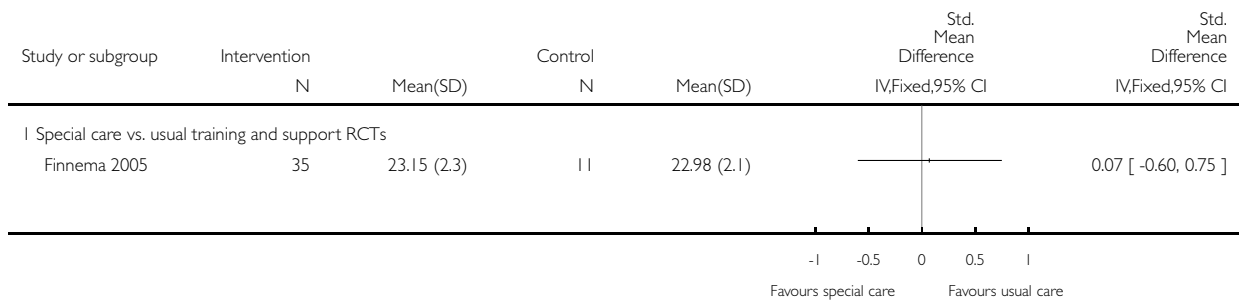 Std. Mean Difference Std. Mean Difference
Study or subgroup Intervention Control
N Mean(SD) N Mean(SD) IV,Fixed,95% CI IV,Fixed,95% CI
1 Special care vs. usual training and support RCTs
Finnema 2005 35 23.15 (2.3) 11 22.98 (2.1) 0.07 [ -0.60, 0.75 ]
-1 -0.5 0 0.5 1
Favours special care Favours usual care